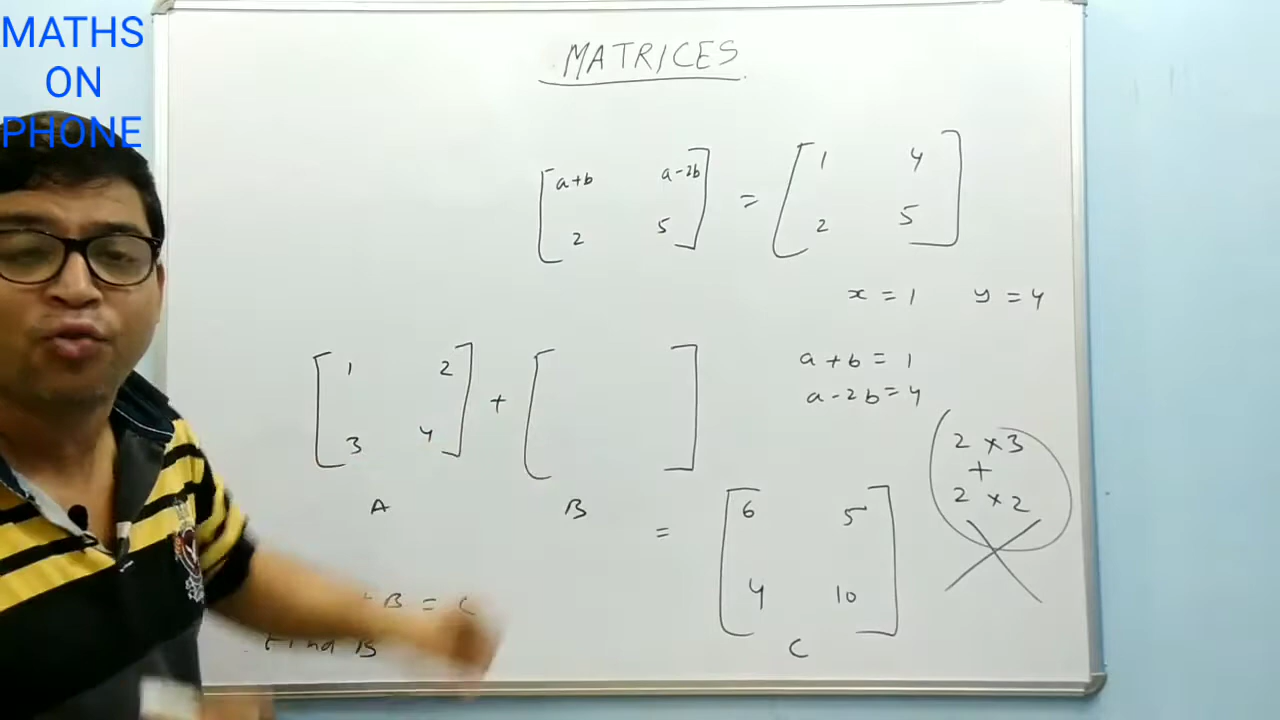 MATHS
ON
PHONE
MATRICES
[a+b a-2b] = [1 4]
[2 5] [2 5]
x = 1 y = 4
a + b = 1
a - 2b = 4
[1 2] + [ ]
[3 4]
A B
2 × 3
+
2 × 2
= [6 5]
[4 10]
C
B = C
Find B